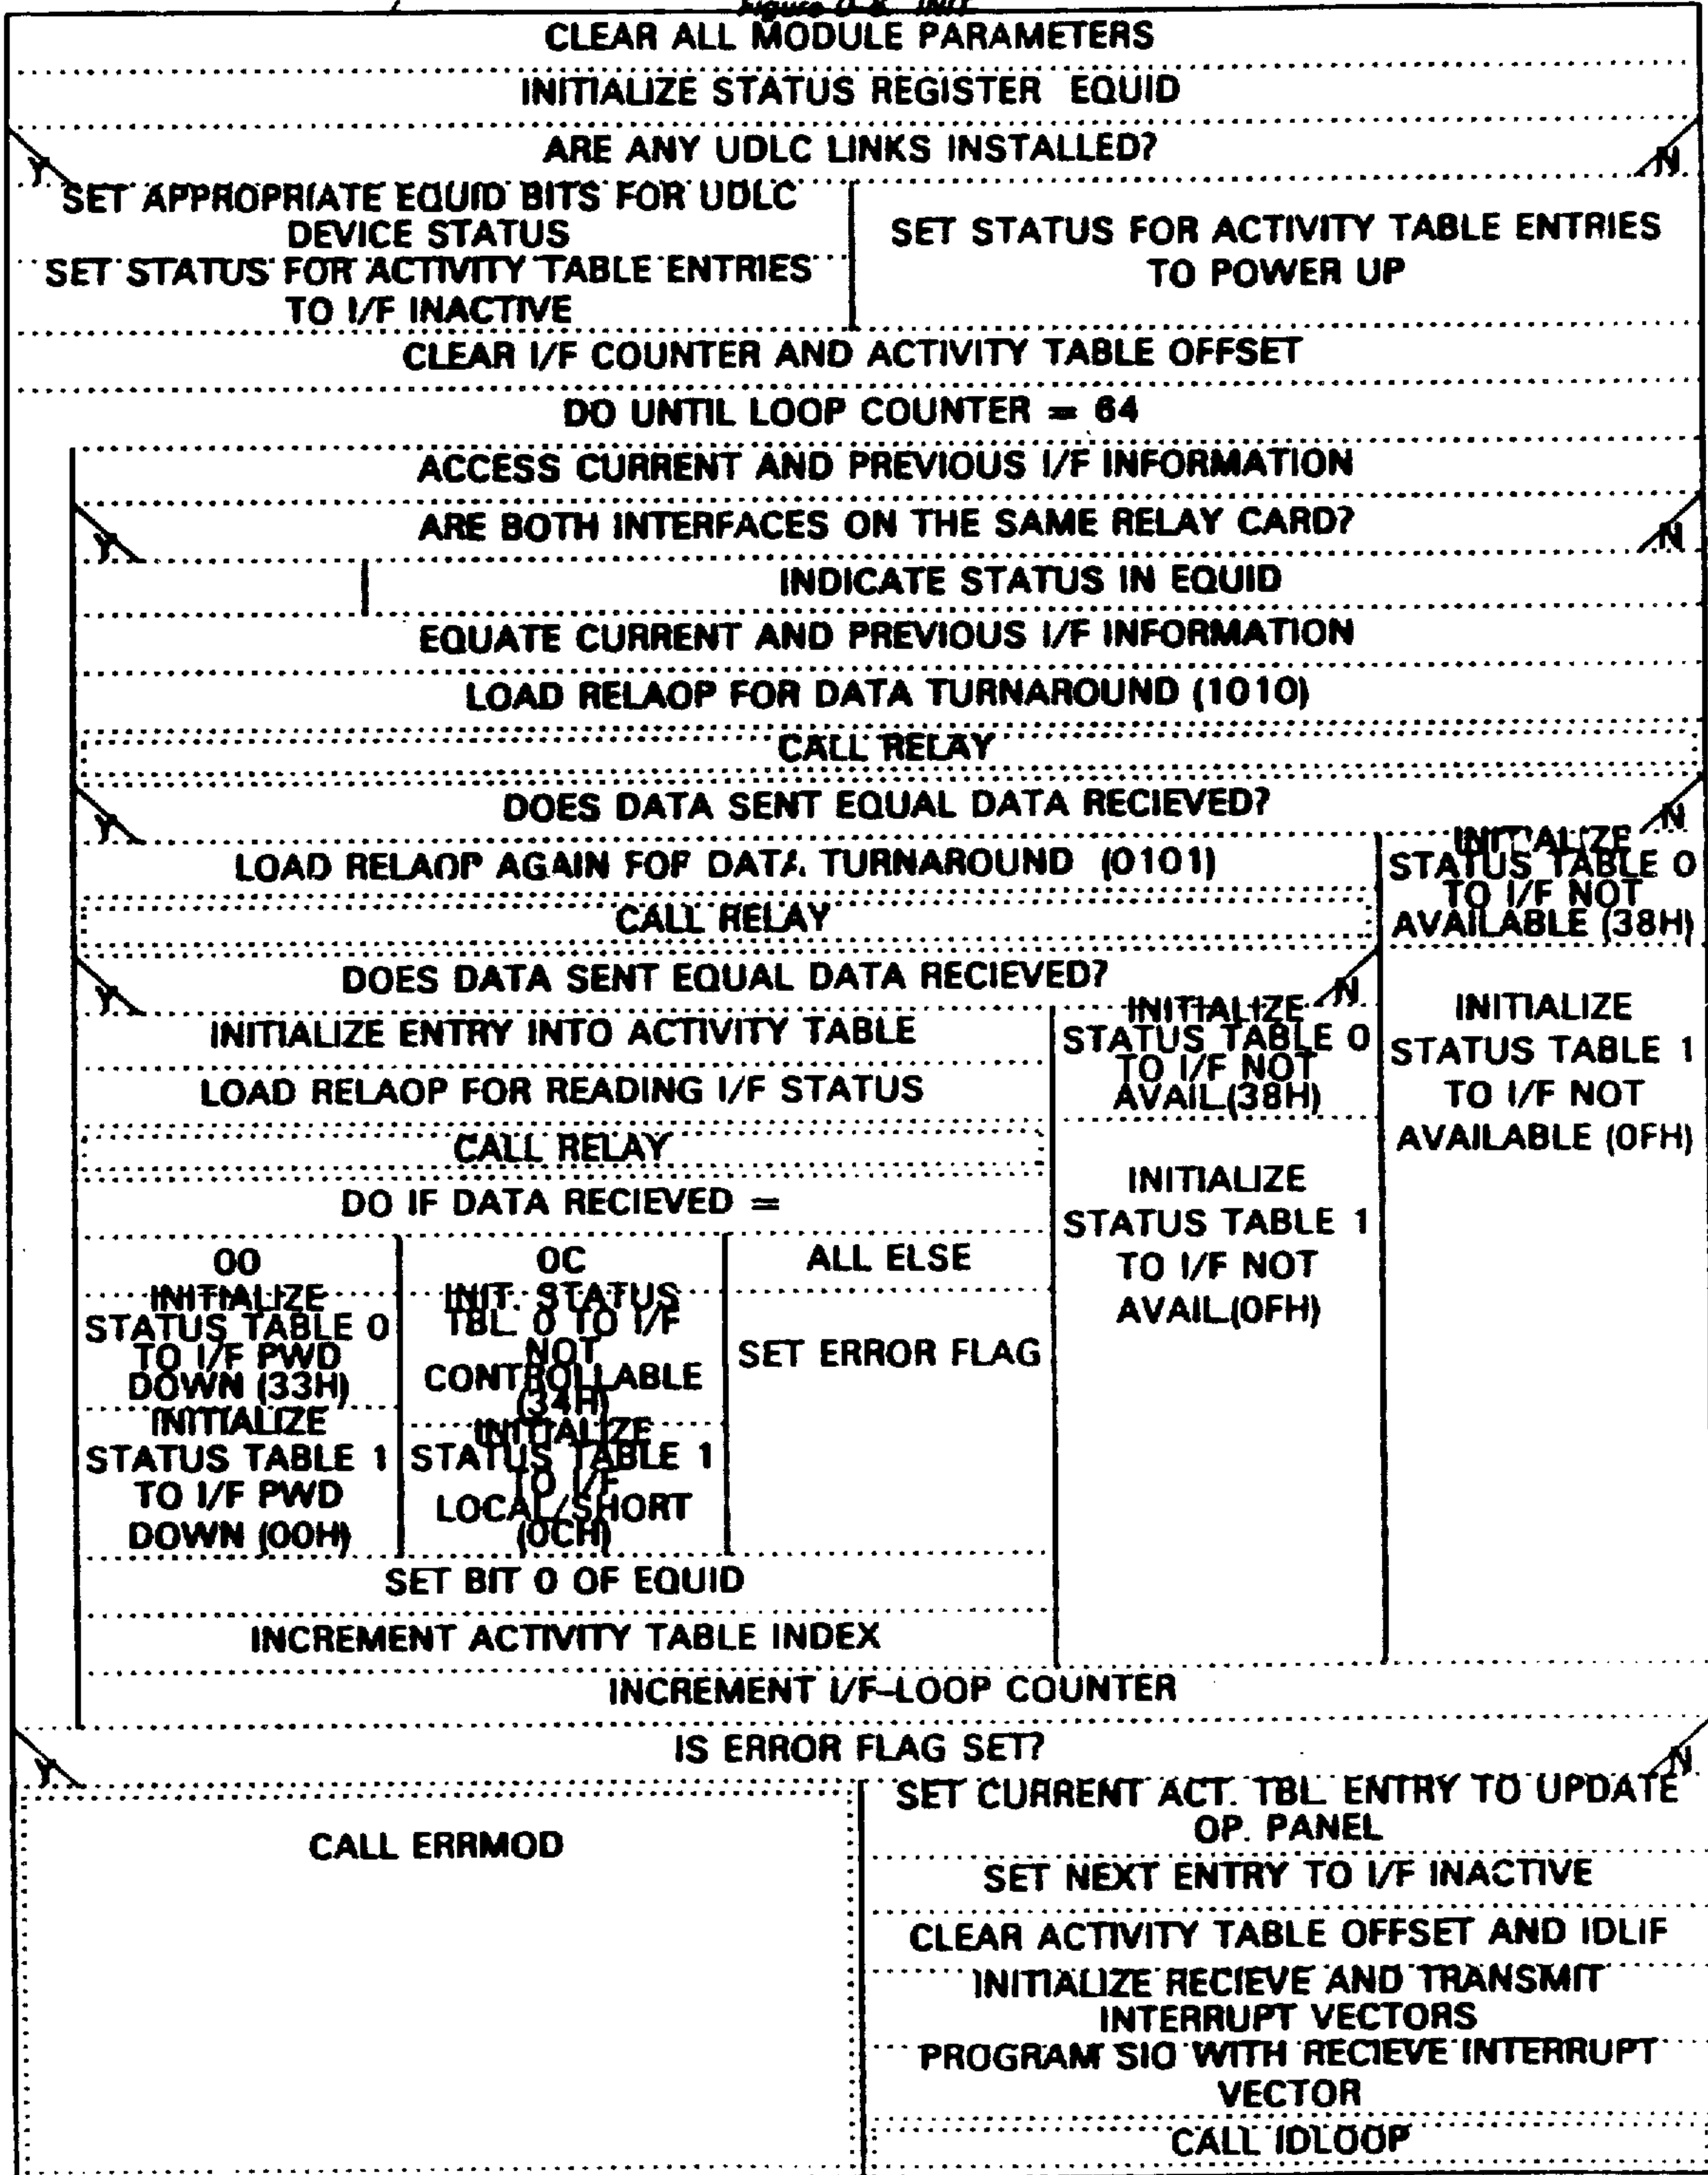 CLEAR ALL MODULE PARAMETERS
INITIALIZE STATUS REGISTER EQUID
ARE ANY UDLC LINKS INSTALLED?
Y
N
SET APPROPRIATE EQUID BITS FOR UDLC
DEVICE STATUS
SET STATUS FOR ACTIVITY TABLE ENTRIES
TO I/F INACTIVE
SET STATUS FOR ACTIVITY TABLE ENTRIES
TO POWER UP
CLEAR I/F COUNTER AND ACTIVITY TABLE OFFSET
DO UNTIL LOOP COUNTER = 64
ACCESS CURRENT AND PREVIOUS I/F INFORMATION
ARE BOTH INTERFACES ON THE SAME RELAY CARD?
Y
N
INDICATE STATUS IN EQUID
EQUATE CURRENT AND PREVIOUS I/F INFORMATION
LOAD RELAOP FOR DATA TURNAROUND (1010)
CALL RELAY
DOES DATA SENT EQUAL DATA RECIEVED?
Y
N
LOAD RELAOP AGAIN FOR DATA TURNAROUND (0101)
CALL RELAY
INITIALIZE
STATUS TABLE 0
TO I/F NOT
AVAILABLE (38H)
INITIALIZE
STATUS TABLE 1
TO I/F NOT
AVAILABLE (0FH)
DOES DATA SENT EQUAL DATA RECIEVED?
Y
N
INITIALIZE ENTRY INTO ACTIVITY TABLE
LOAD RELAOP FOR READING I/F STATUS
CALL RELAY
DO IF DATA RECIEVED =
INITIALIZE
STATUS TABLE 0
TO I/F NOT
AVAIL.(38H)
INITIALIZE
STATUS TABLE 1
TO I/F NOT
AVAIL.(0FH)
00
INITIALIZE
STATUS TABLE 0
TO I/F PWD
DOWN (33H)
INITIALIZE
STATUS TABLE 1
TO I/F PWD
DOWN (00H)
0C
INIT. STATUS
TBL. 0 TO I/F
NOT
CONTROLLABLE
(34H)
INITIALIZE
STATUS TABLE 1
TO I/F
LOCAL/SHORT
(0CH)
ALL ELSE
SET ERROR FLAG
SET BIT 0 OF EQUID
INCREMENT ACTIVITY TABLE INDEX
INCREMENT I/F-LOOP COUNTER
IS ERROR FLAG SET?
Y
N
CALL ERRMOD
SET CURRENT ACT. TBL. ENTRY TO UPDATE
OP. PANEL
SET NEXT ENTRY TO I/F INACTIVE
CLEAR ACTIVITY TABLE OFFSET AND IDLIF
INITIALIZE RECIEVE AND TRANSMIT
INTERRUPT VECTORS
PROGRAM SIO WITH RECIEVE INTERRUPT
VECTOR
CALL IDLOOP